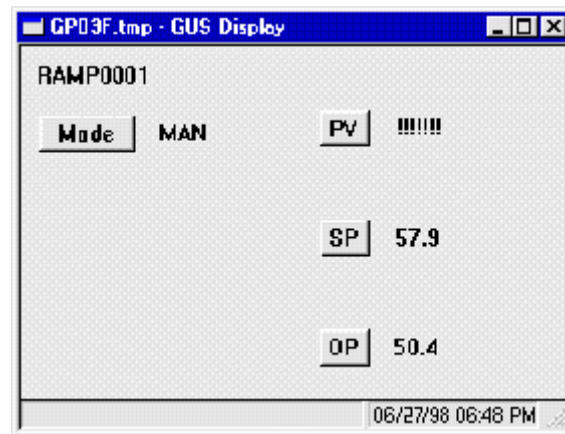 GP03F.tmp - GUS Display
RAMP0001
Mode MAN PV !!!!!!!
SP 57.9
OP 50.4
06/27/98 06:48 PM